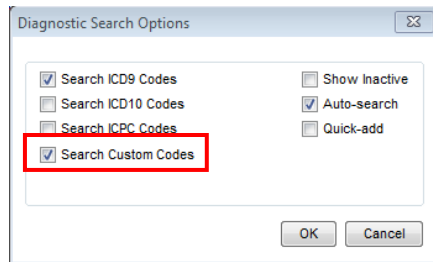 Diagnostic Search Options
Search ICD9 Codes
Show Inactive
Search ICD10 Codes
Auto-search
Search ICPC Codes
Quick-add
Search Custom Codes
OK
Cancel